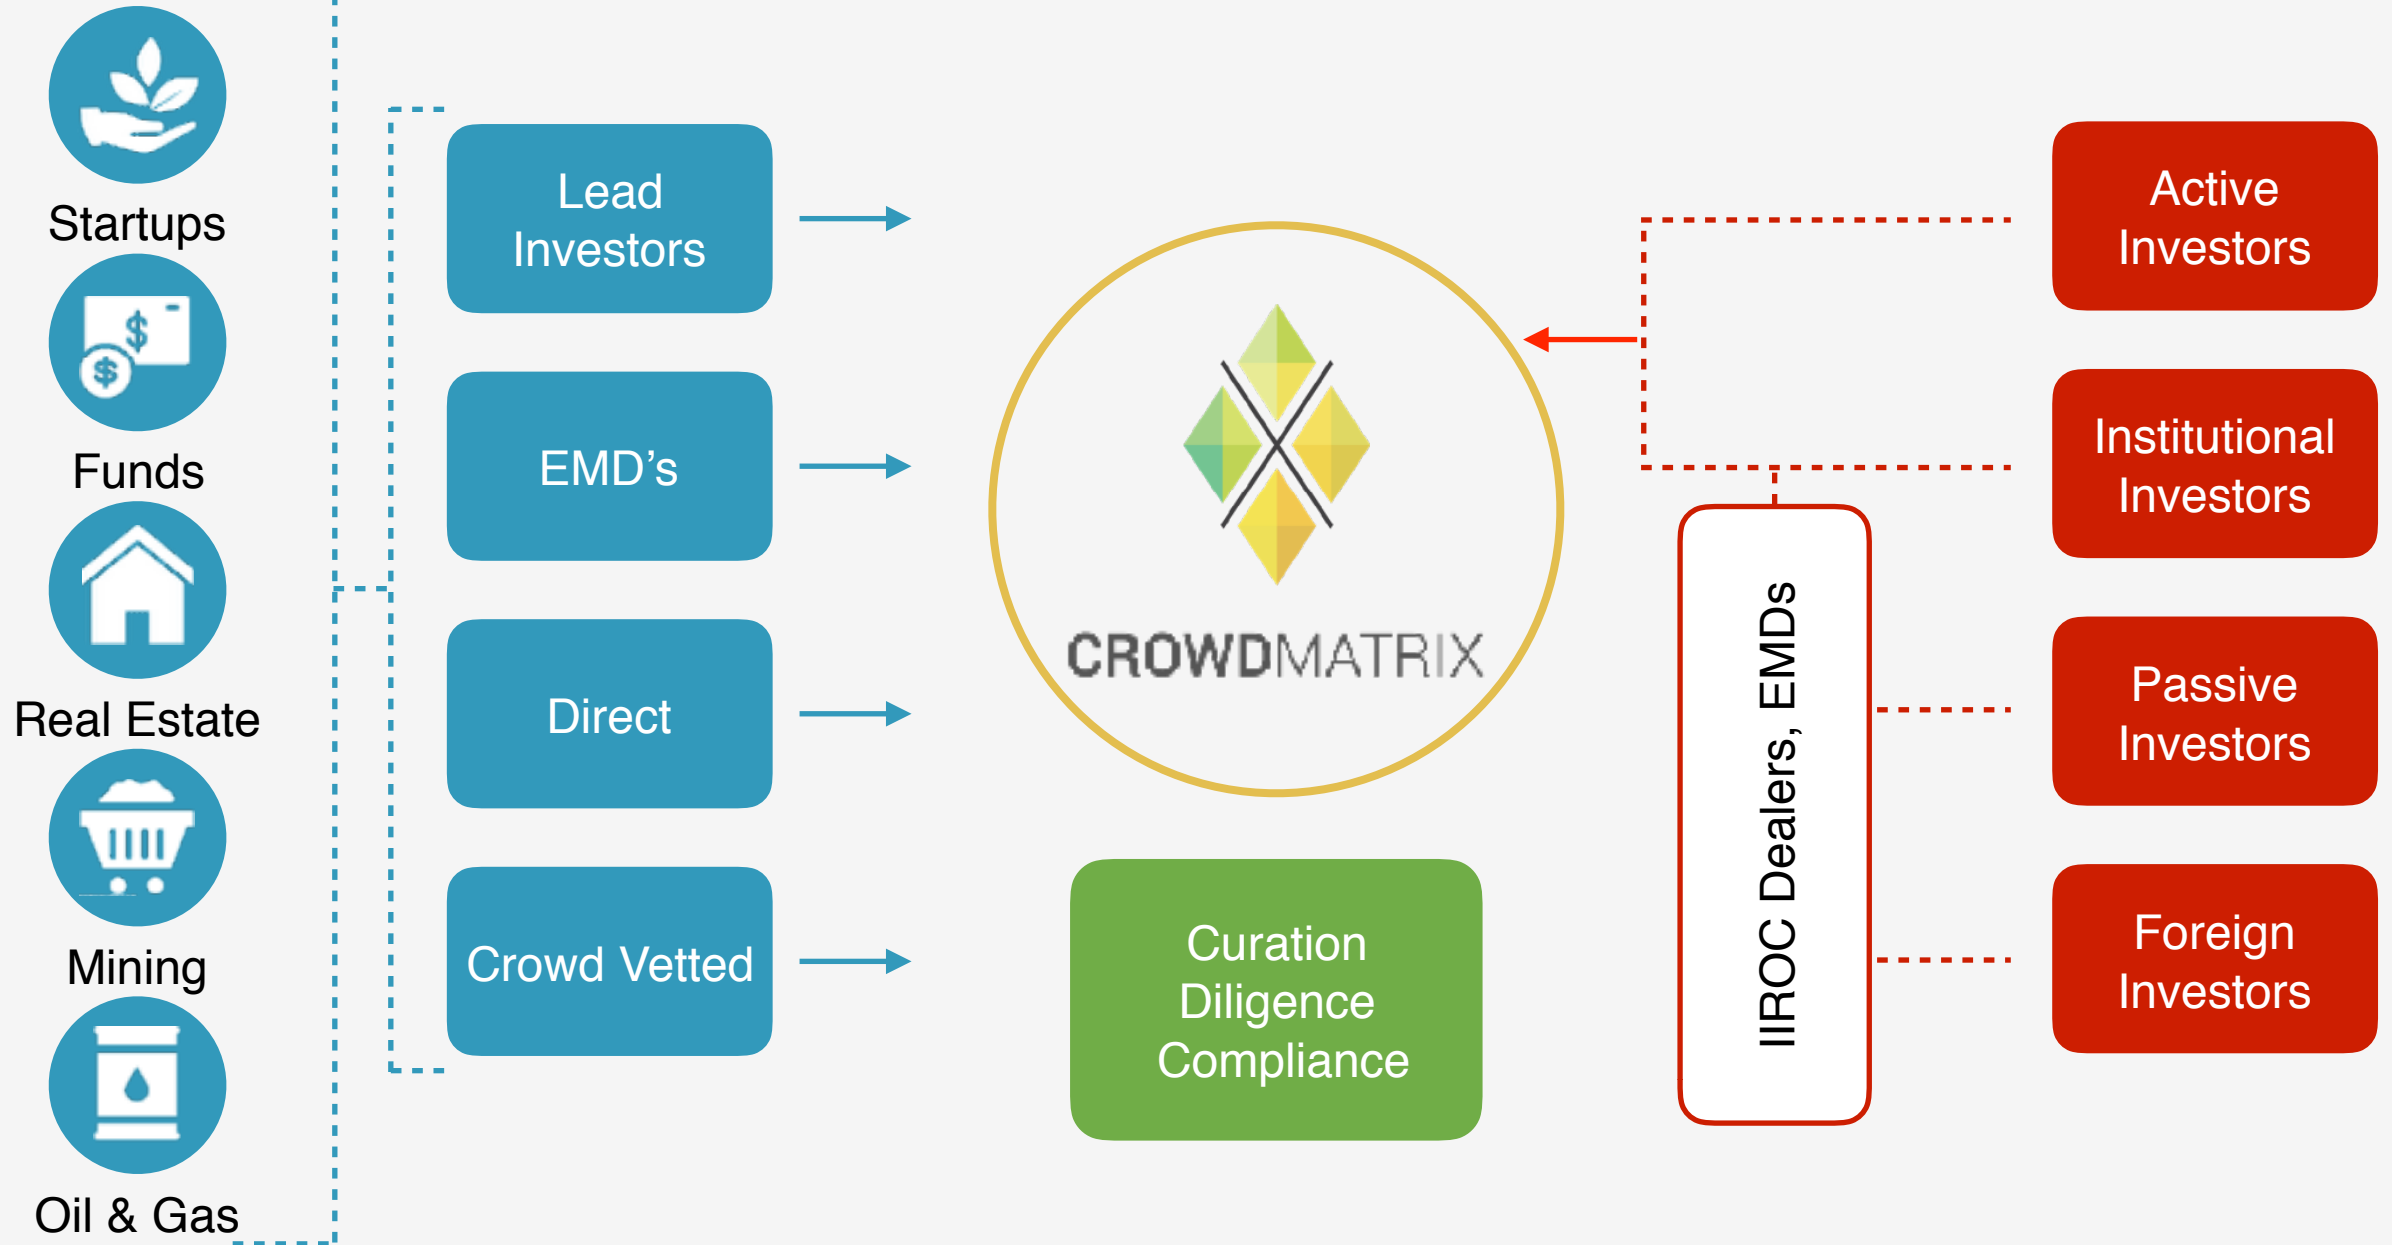 Startups
Funds
Real Estate
Mining
Oil & Gas
Lead
Investors
EMD’s
Direct
Crowd Vetted
CROWDMATRIX
Curation
Diligence
Compliance
IIROC Dealers, EMDs
Active
Investors
Institutional
Investors
Passive
Investors
Foreign
Investors